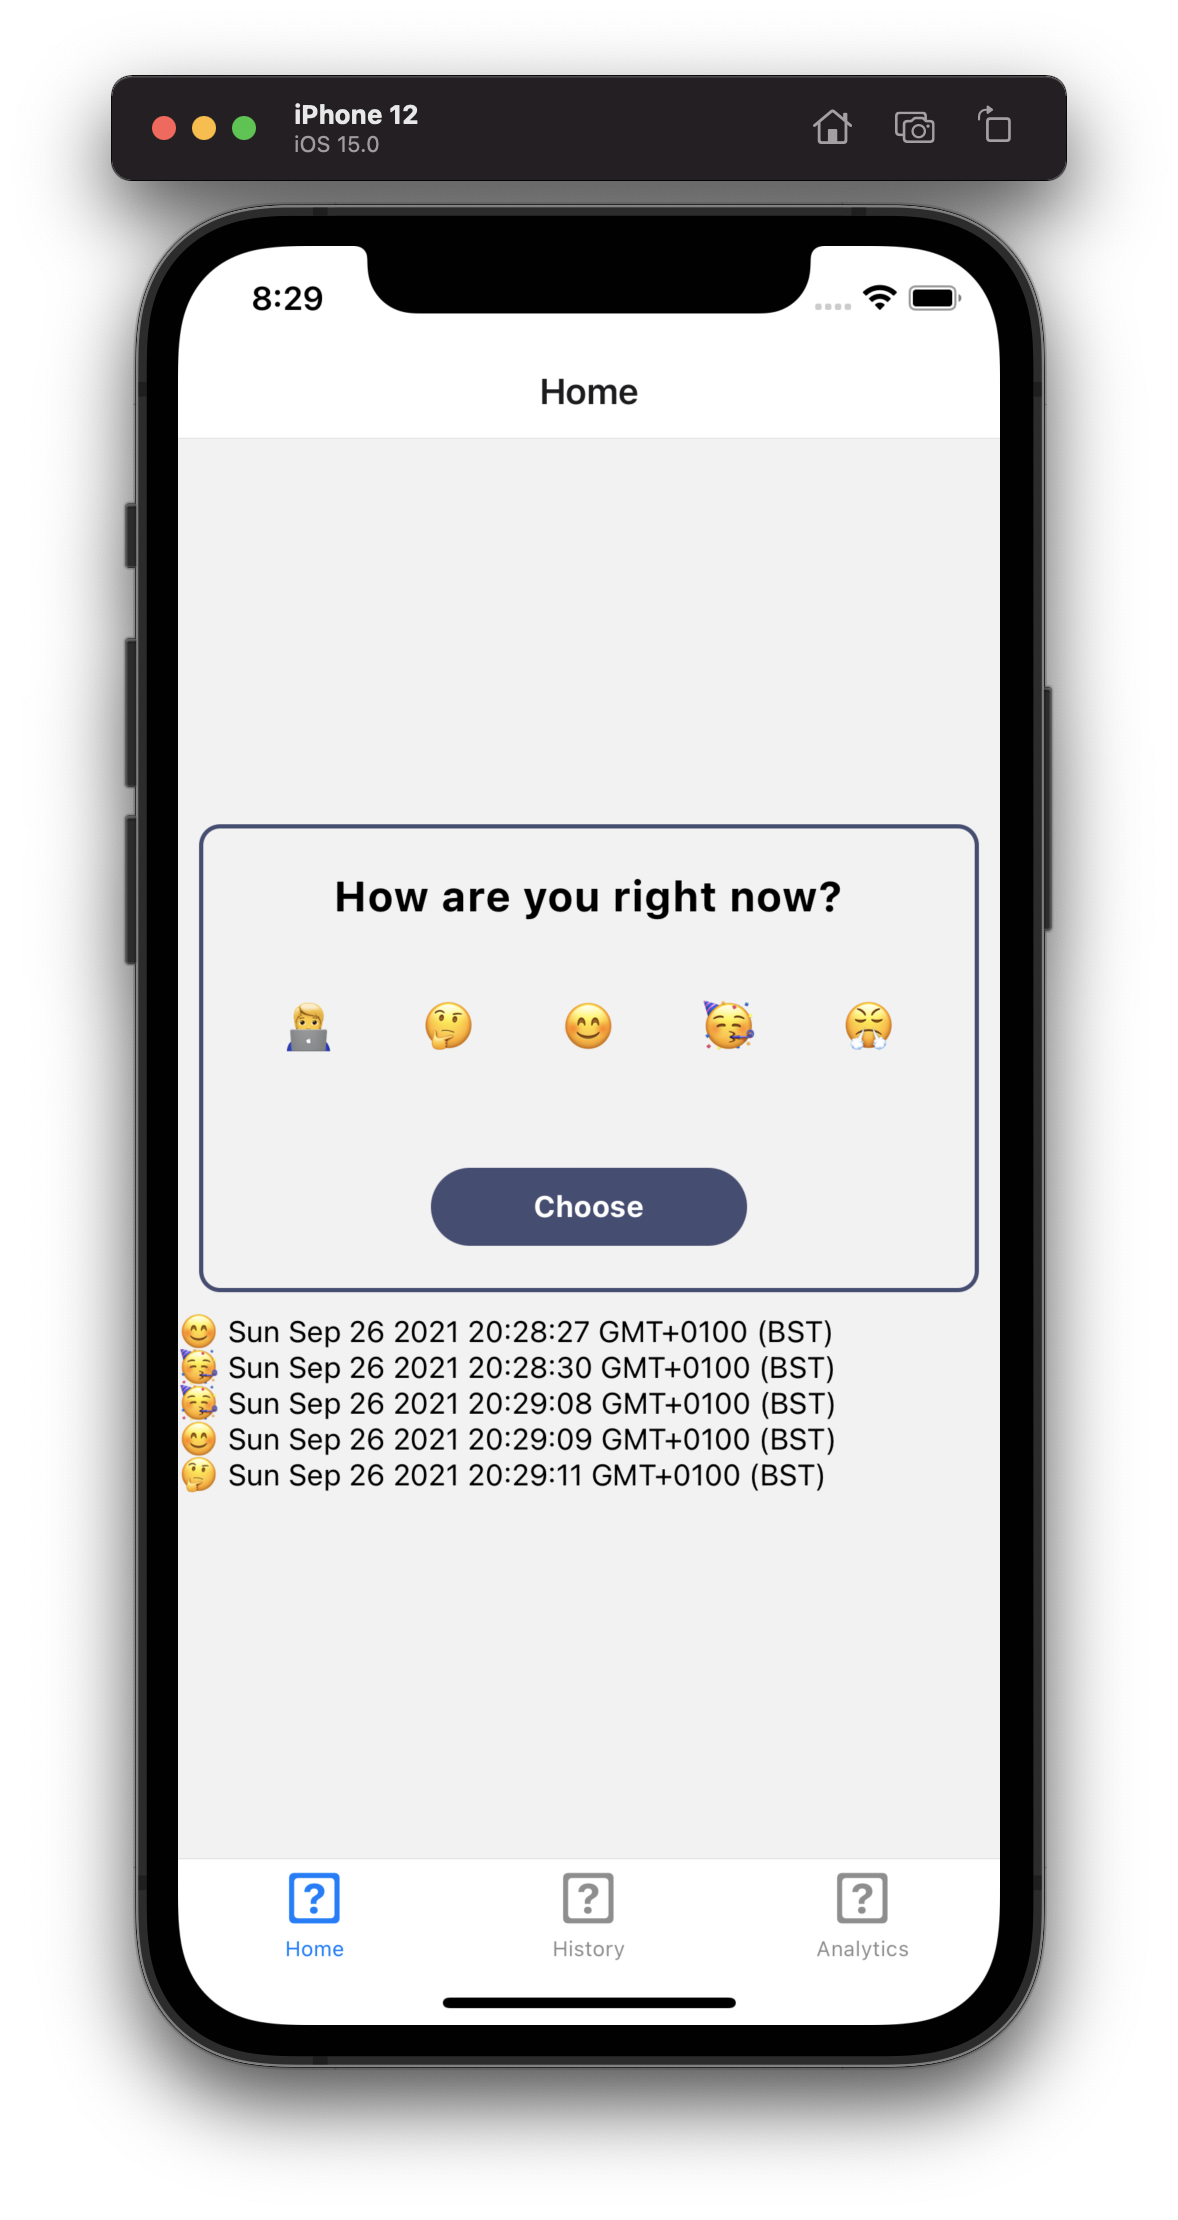 iPhone 12
iOS 15.0
8:29
Home
How are you right now?
🧑‍💻 🤔 😊 🥳 😤
Choose
😊 Sun Sep 26 2021 20:28:27 GMT+0100 (BST)
🥳 Sun Sep 26 2021 20:28:30 GMT+0100 (BST)
🥳 Sun Sep 26 2021 20:29:08 GMT+0100 (BST)
😊 Sun Sep 26 2021 20:29:09 GMT+0100 (BST)
🤔 Sun Sep 26 2021 20:29:11 GMT+0100 (BST)
? ? ?
Home History Analytics